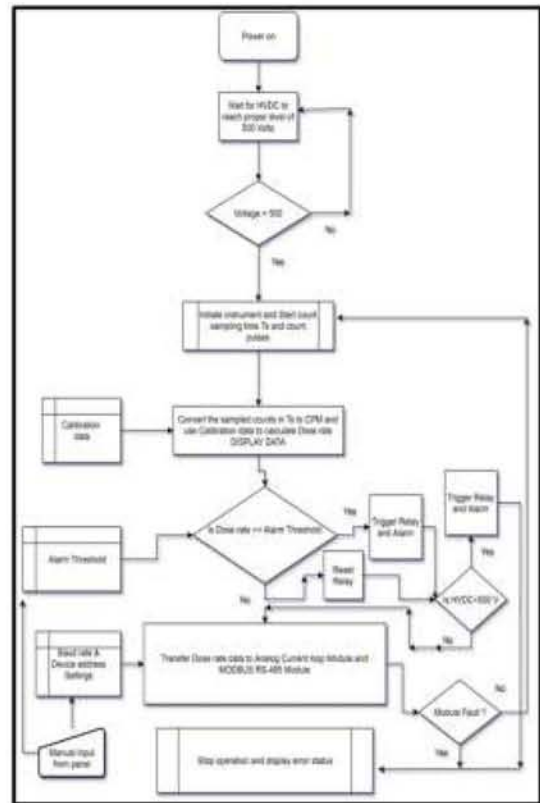 Power on
Wait for HVDC to
reach proper level of
500 Volts
Voltage = 500
No
Yes
Initiate instrument and Start count
sampling time Ts and count
pulses
Calibration
data
Convert the sampled counts in Ts to CPM and
use Calibration data to calculate Dose rate
DISPLAY DATA
Alarm Threshold
Is Dose rate >= Alarm Threshold
Yes
Trigger Relay
and Alarm
Trigger Relay
and Alarm
No
Reset
Relay
Yes
Is HVDC<500 V
No
Baud rate &
Device address
Settings
Transfer Dose rate data to Analog Current loop Module and
MODBUS RS-485 Module
No
Modbus Fault ?
Yes
Manual Input
from panel
Stop operation and display error status